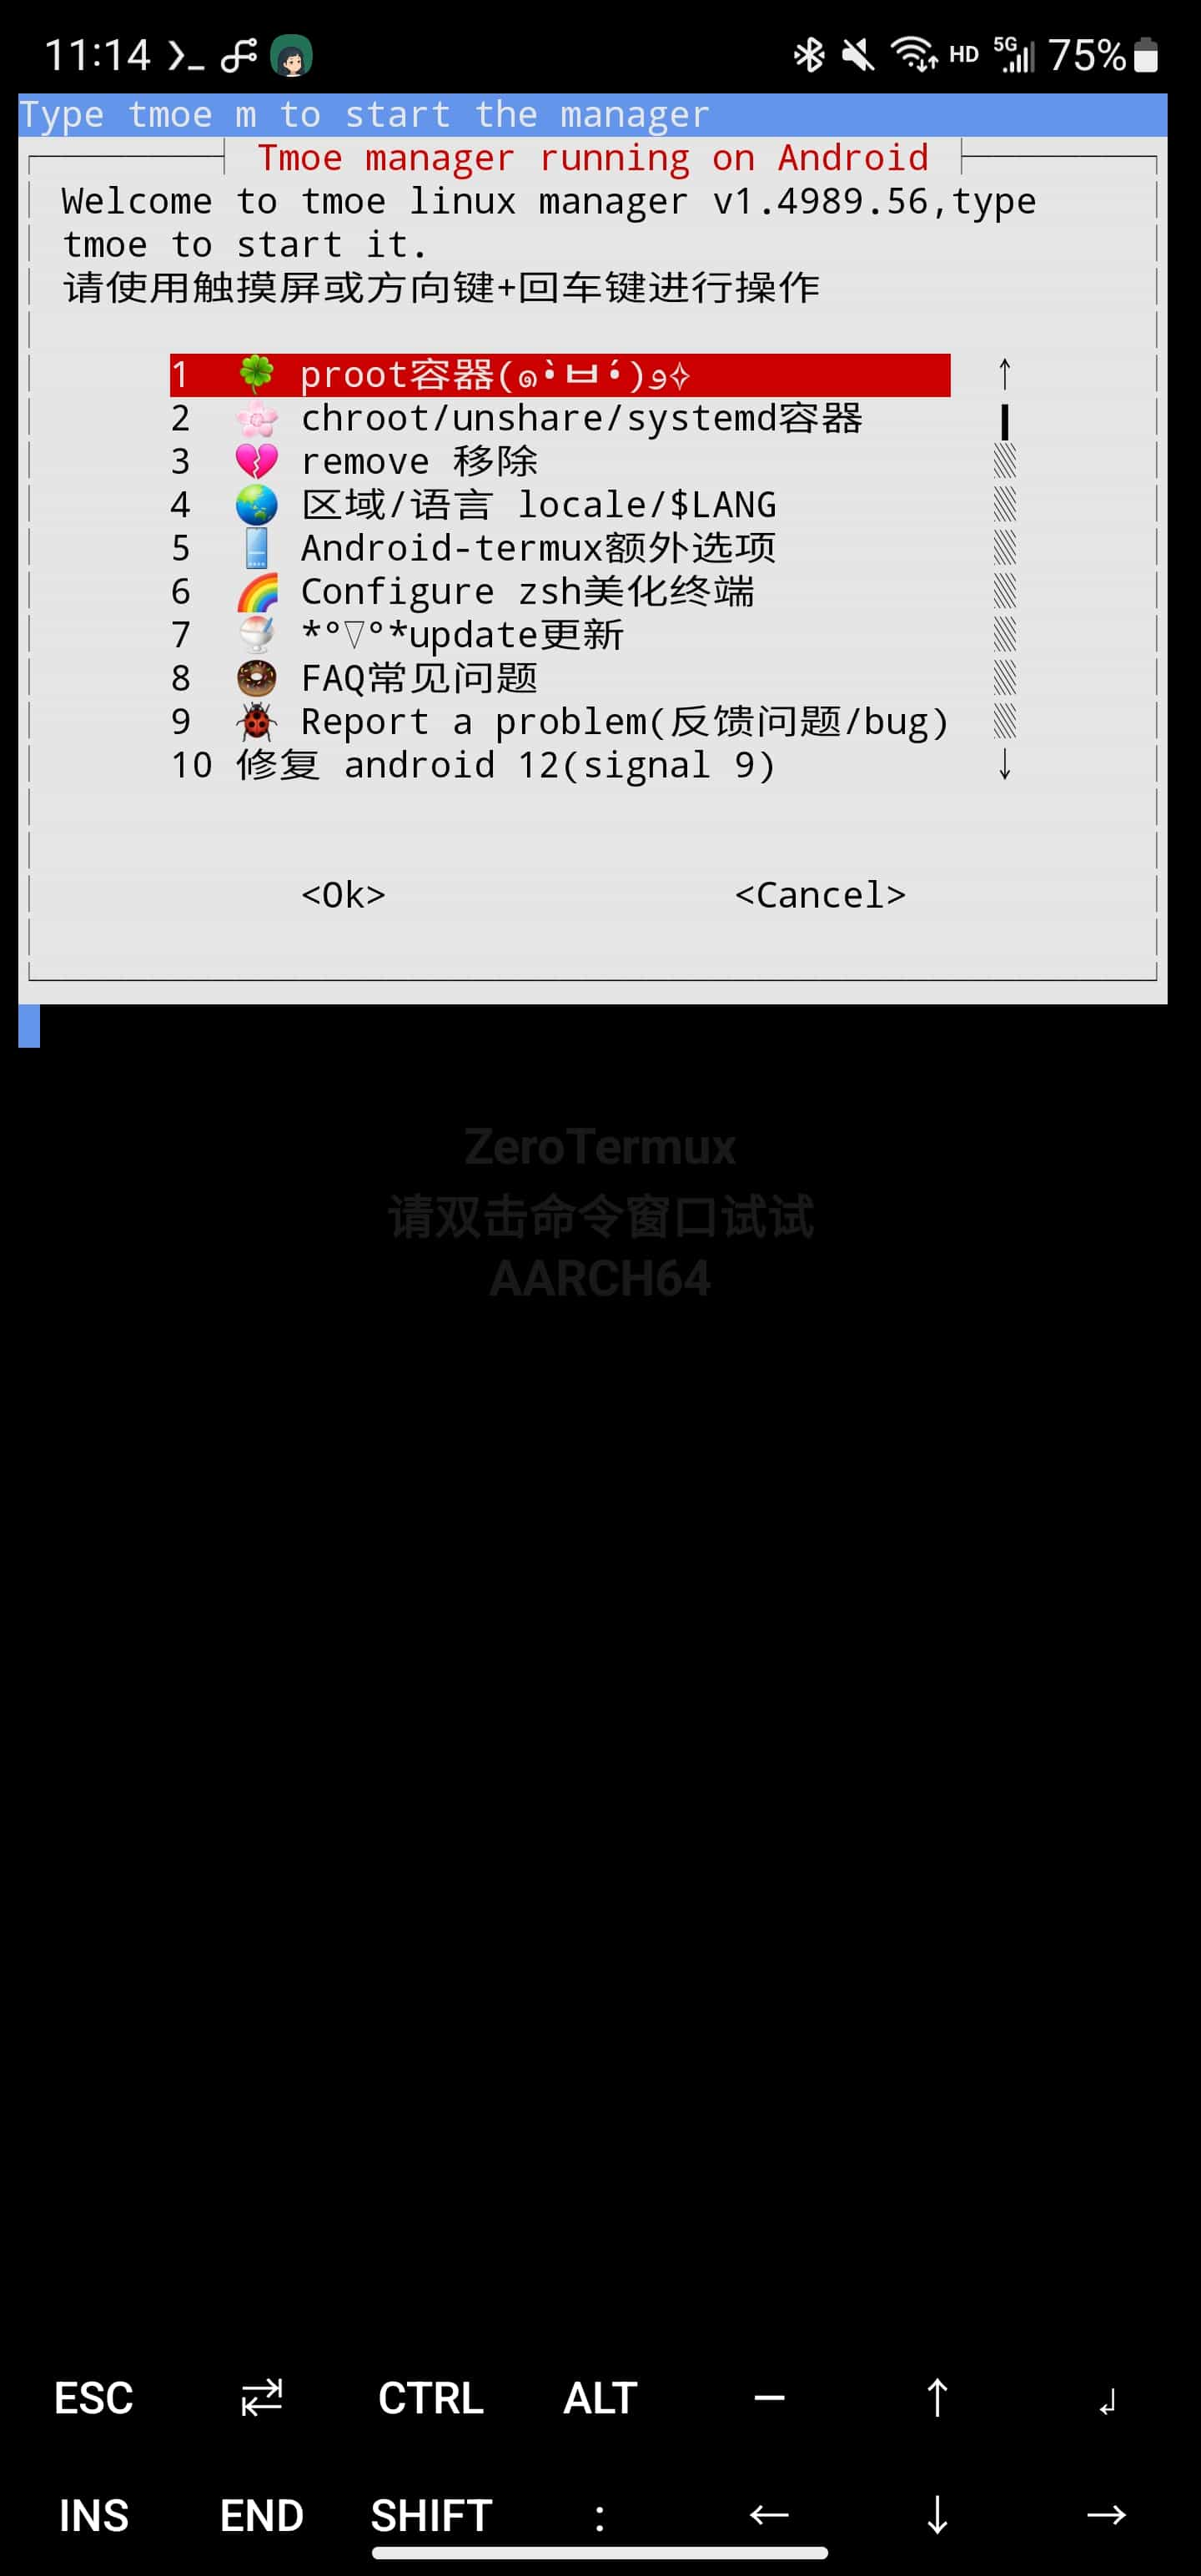 11:14 HD 5G 75%
Type tmoe m to start the manager
Tmoe manager running on Android
Welcome to tmoe linux manager v1.4989.56,type
tmoe to start it.
请使用触摸屏或方向键+回车键进行操作
1 🍀 proot容器(๑•̀ㅂ•́)و✧ ↑
2 🌸 chroot/unshare/systemd容器
3 💔 remove 移除
4 🌏 区域/语言 locale/$LANG
5 📱 Android-termux额外选项
6 🌈 Configure zsh美化终端
7 🍧 *°▽°*update更新
8 🍩 FAQ常见问题
9 🐞 Report a problem(反馈问题/bug)
10 修复 android 12(signal 9) ↓
<Ok> <Cancel>
ZeroTermux
请双击命令窗口试试
AARCH64
ESC ⇄ CTRL ALT — ↑ ↲
INS END SHIFT : ← ↓ →